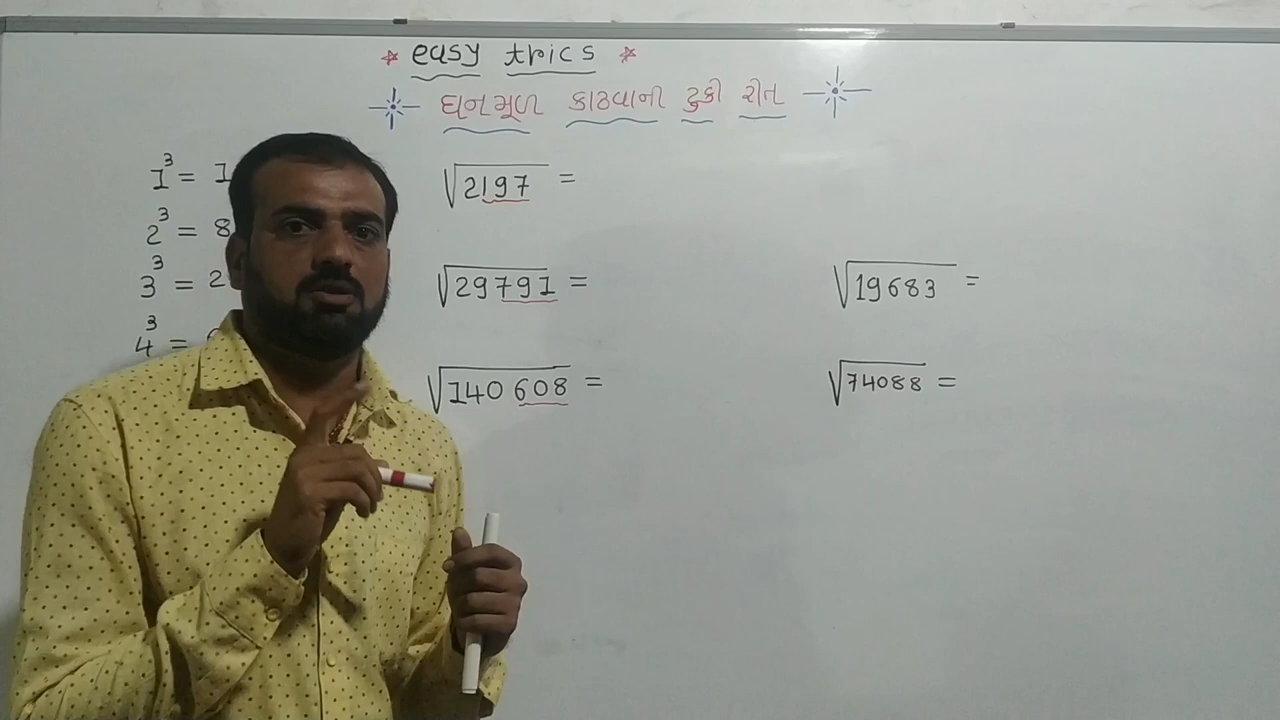 * easy trics *
ઘનમૂળ કાઢવાની ટુકી રીત
1³ = 1
2³ = 8
3³ = 2
4³ =
√2197 =
√29791 =
√140608 =
√19683 =
√74088 =